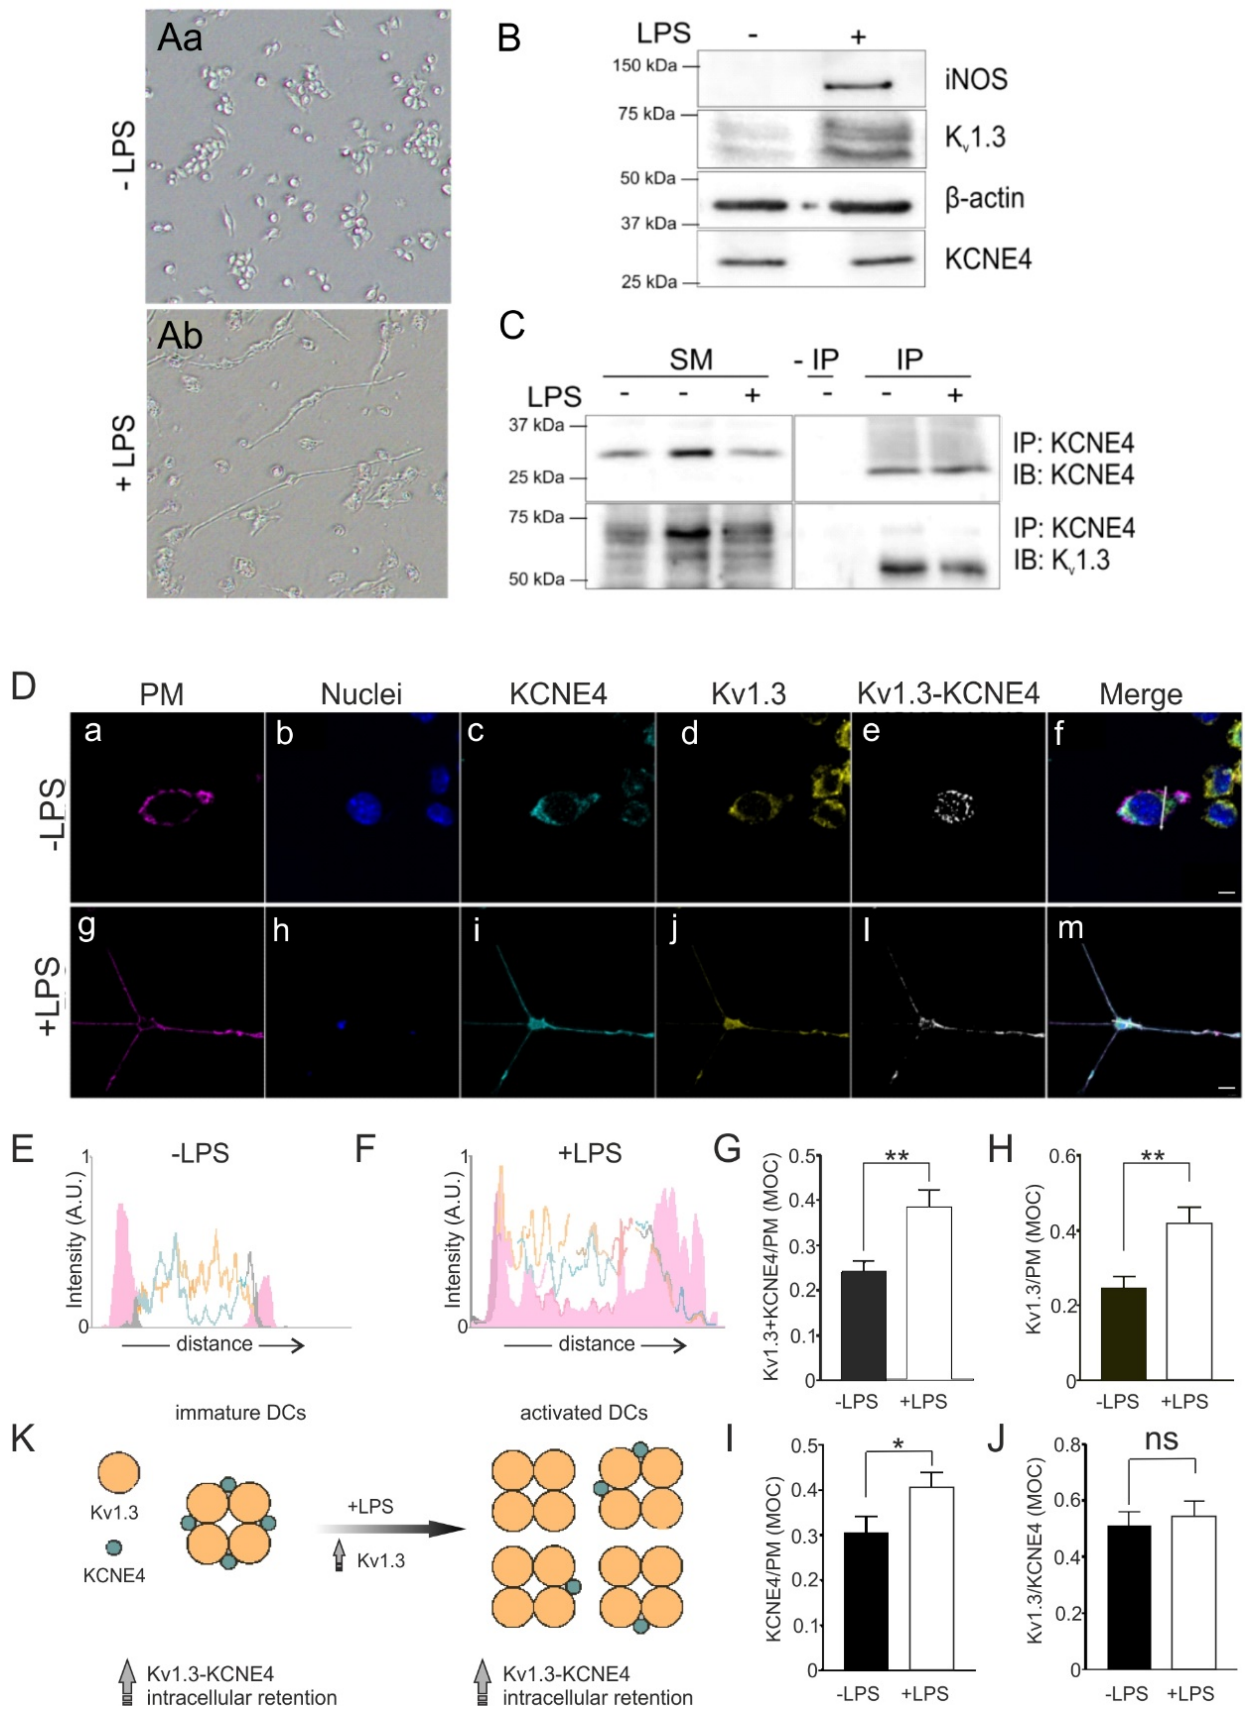 Aa
- LPS
Ab
+ LPS
B
LPS - +
150 kDa
iNOS
75 kDa
Kv1.3
50 kDa
β-actin
37 kDa
KCNE4
25 kDa
C
SM - IP IP
LPS - - + - - +
37 kDa
IP: KCNE4
25 kDa
IB: KCNE4
75 kDa
IP: KCNE4
IB: Kv1.3
50 kDa
D
PM Nuclei KCNE4 Kv1.3 Kv1.3-KCNE4 Merge
-LPS
a b c d e f
+LPS
g h i j l m
E
-LPS
1
Intensity (A.U.)
0
distance
F
+LPS
1
Intensity (A.U.)
0
distance
G
Kv1.3+KCNE4/PM (MOC)
0.5
0.4
0.3
0.2
0.1
0
**
-LPS +LPS
H
Kv1.3/PM (MOC)
0.6
0.4
0.2
0
**
-LPS +LPS
K
immature DCs
activated DCs
Kv1.3
KCNE4
+LPS
Kv1.3
Kv1.3-KCNE4
intracellular retention
Kv1.3-KCNE4
intracellular retention
I
KCNE4/PM (MOC)
0.5
0.4
0.3
0.2
0.1
0
*
-LPS +LPS
J
Kv1.3/KCNE4 (MOC)
0.8
0.6
0.4
0.2
0
ns
-LPS +LPS